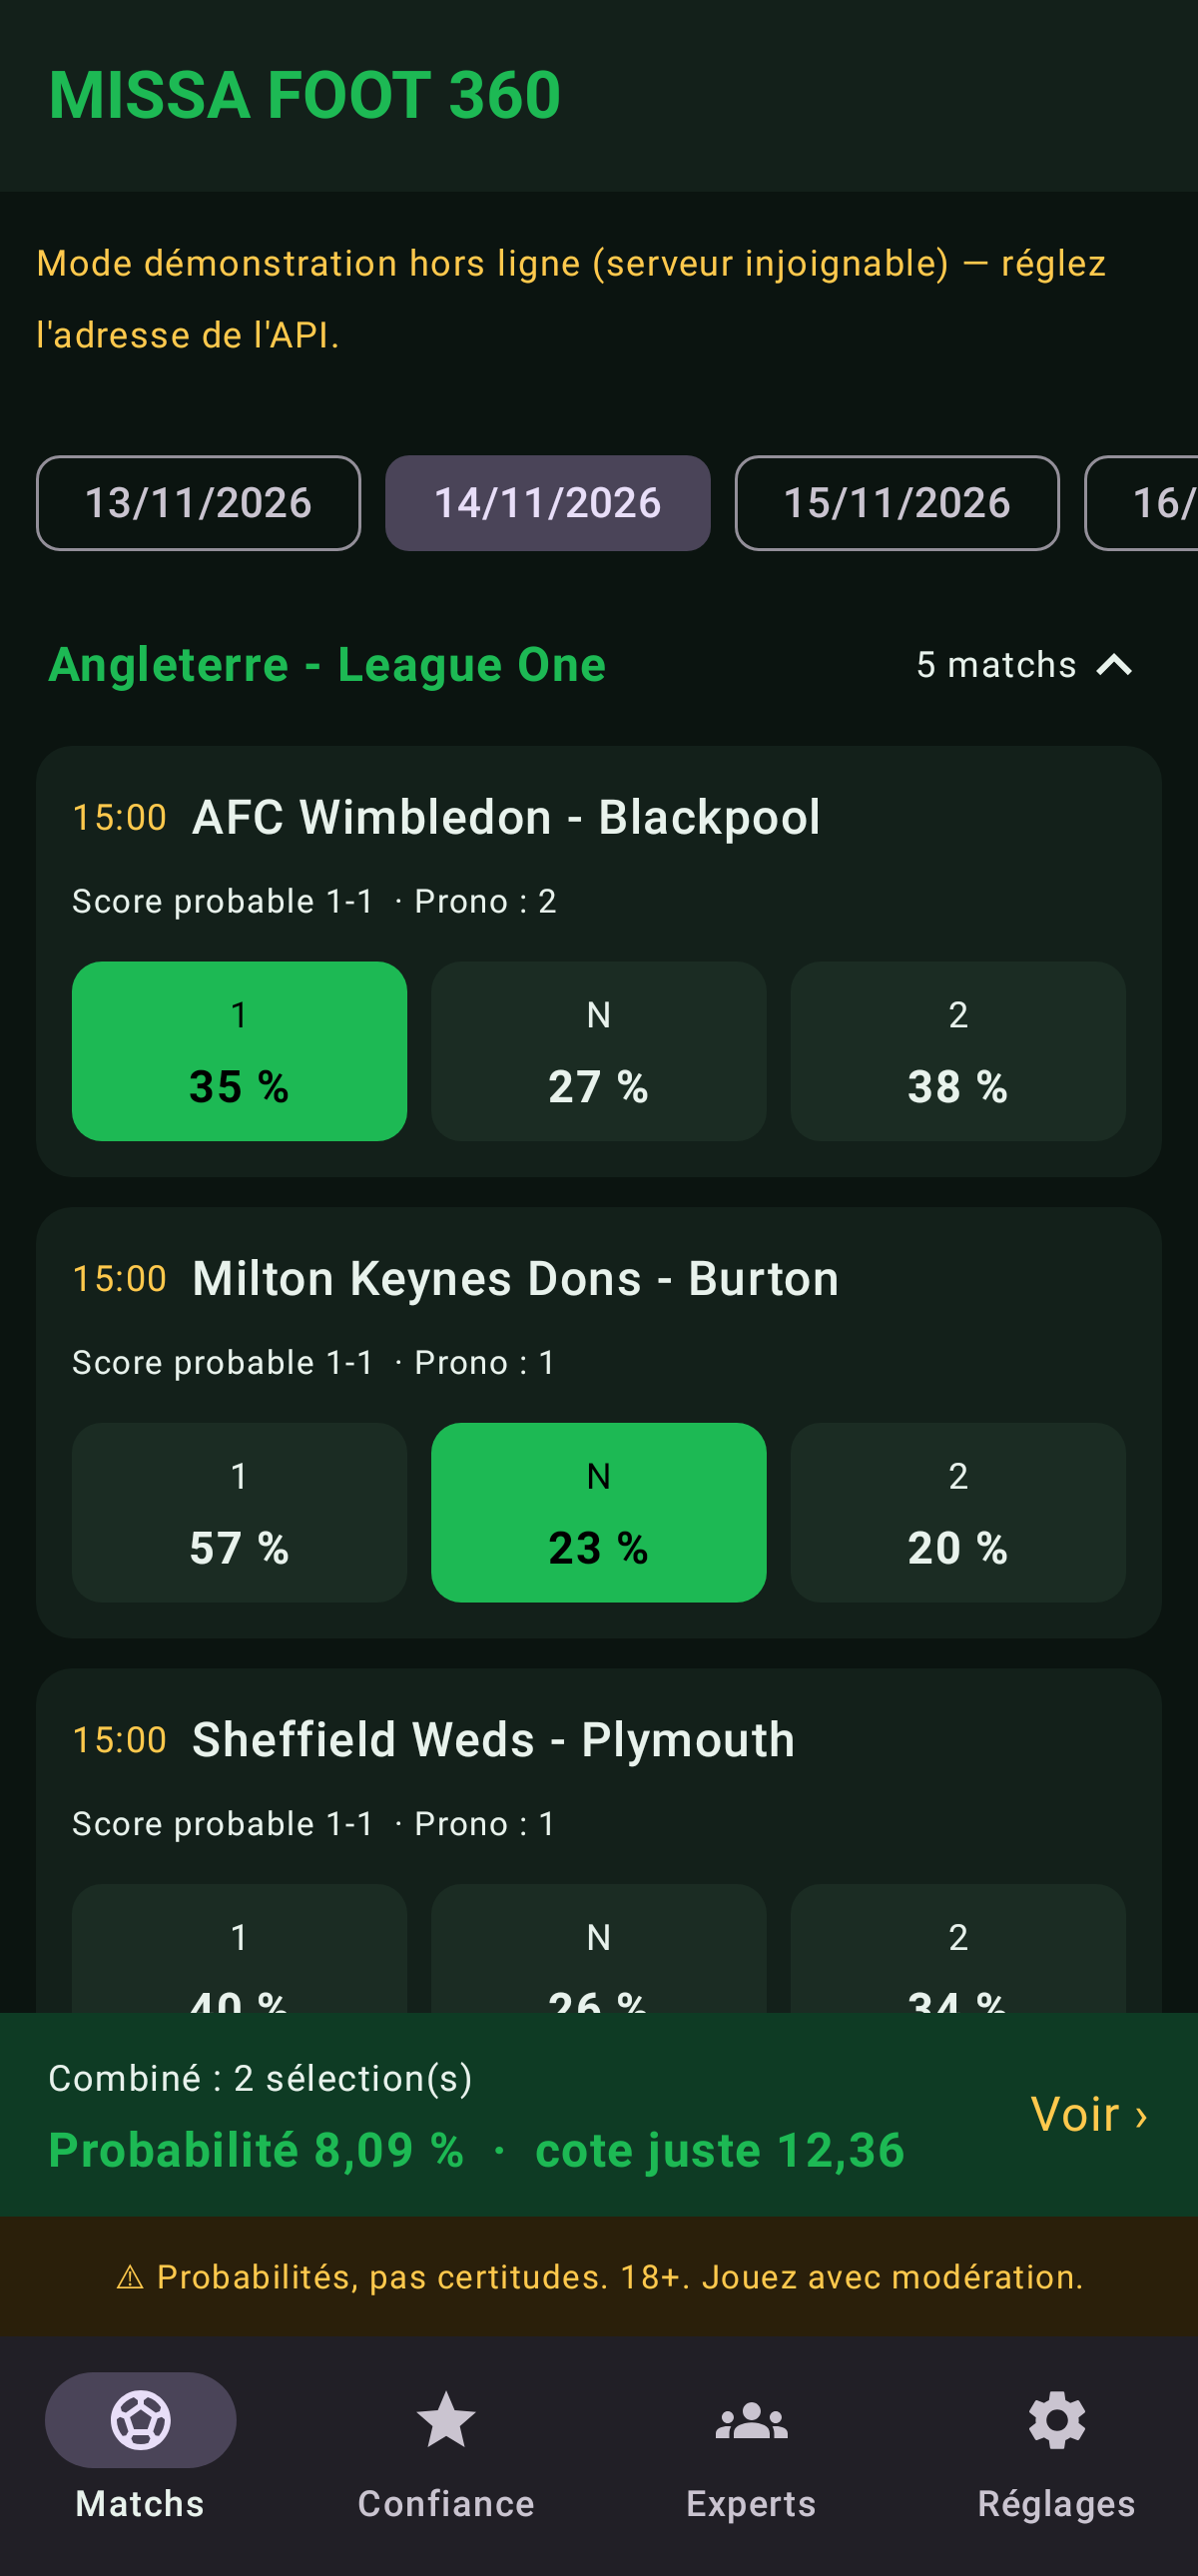 MISSA FOOT 360
Mode démonstration hors ligne (serveur injoignable) — réglez
l'adresse de l'API.
13/11/2026 14/11/2026 15/11/2026 16/
Angleterre - League One 5 matchs
15:00 AFC Wimbledon - Blackpool
Score probable 1-1 · Prono : 2
1 N 2
35 % 27 % 38 %
15:00 Milton Keynes Dons - Burton
Score probable 1-1 · Prono : 1
1 N 2
57 % 23 % 20 %
15:00 Sheffield Weds - Plymouth
Score probable 1-1 · Prono : 1
1 N 2
40 % 26 % 34 %
Combiné : 2 sélection(s)
Probabilité 8,09 % · cote juste 12,36
Voir ›
⚠ Probabilités, pas certitudes. 18+. Jouez avec modération.
Matchs Confiance Experts Réglages